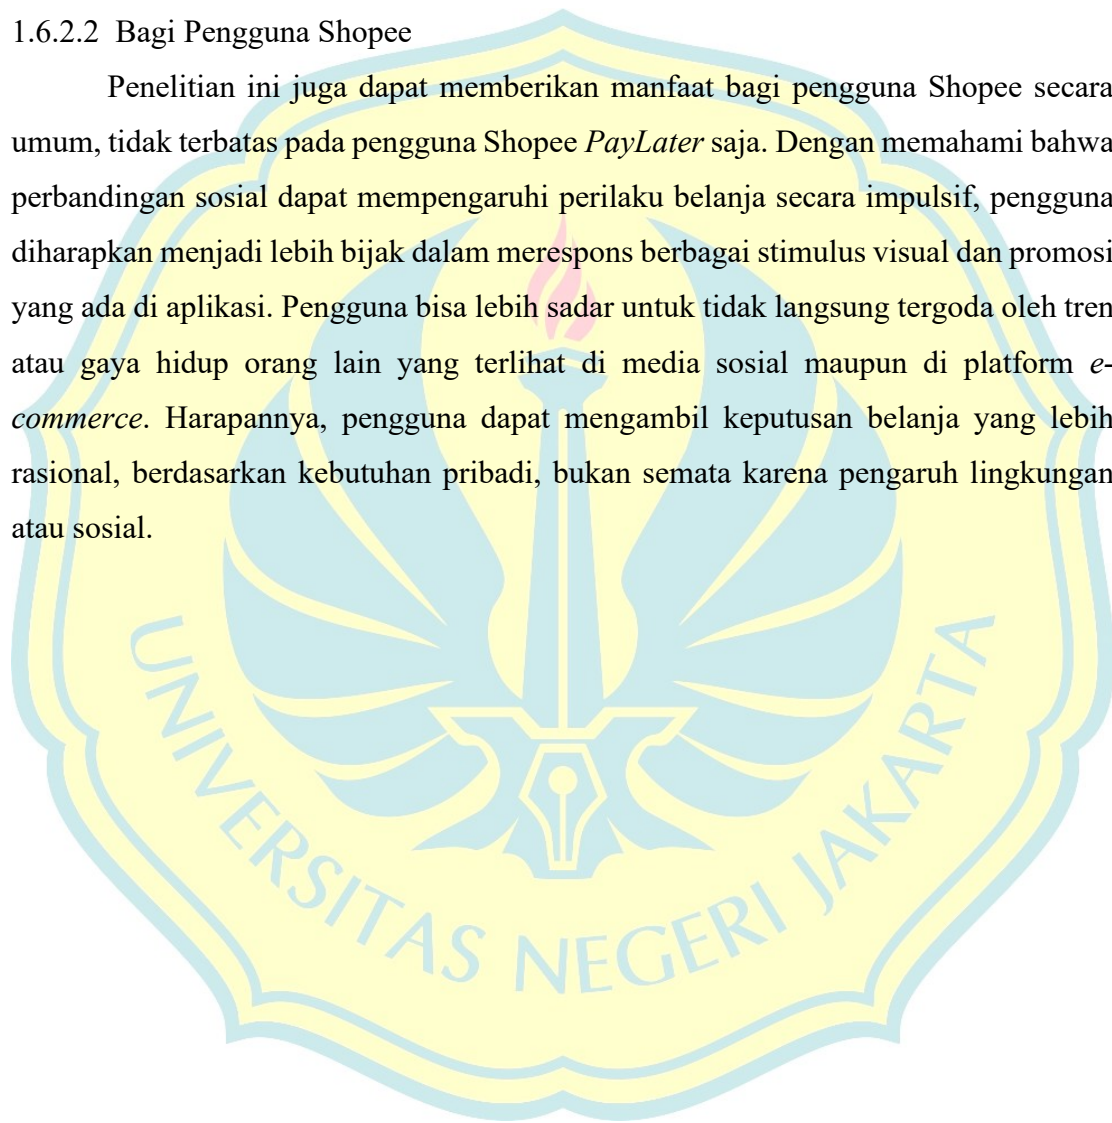 1.6.2.2 Bagi Pengguna Shopee
Penelitian ini juga dapat memberikan manfaat bagi pengguna Shopee secara
umum, tidak terbatas pada pengguna Shopee PayLater saja. Dengan memahami bahwa
perbandingan sosial dapat mempengaruhi perilaku belanja secara impulsif, pengguna
diharapkan menjadi lebih bijak dalam merespons berbagai stimulus visual dan promosi
yang ada di aplikasi. Pengguna bisa lebih sadar untuk tidak langsung tergoda oleh tren
atau gaya hidup orang lain yang terlihat di media sosial maupun di platform e-
commerce. Harapannya, pengguna dapat mengambil keputusan belanja yang lebih
rasional, berdasarkan kebutuhan pribadi, bukan semata karena pengaruh lingkungan
atau sosial.
UNIVERSITAS NEGERI JAKARTA